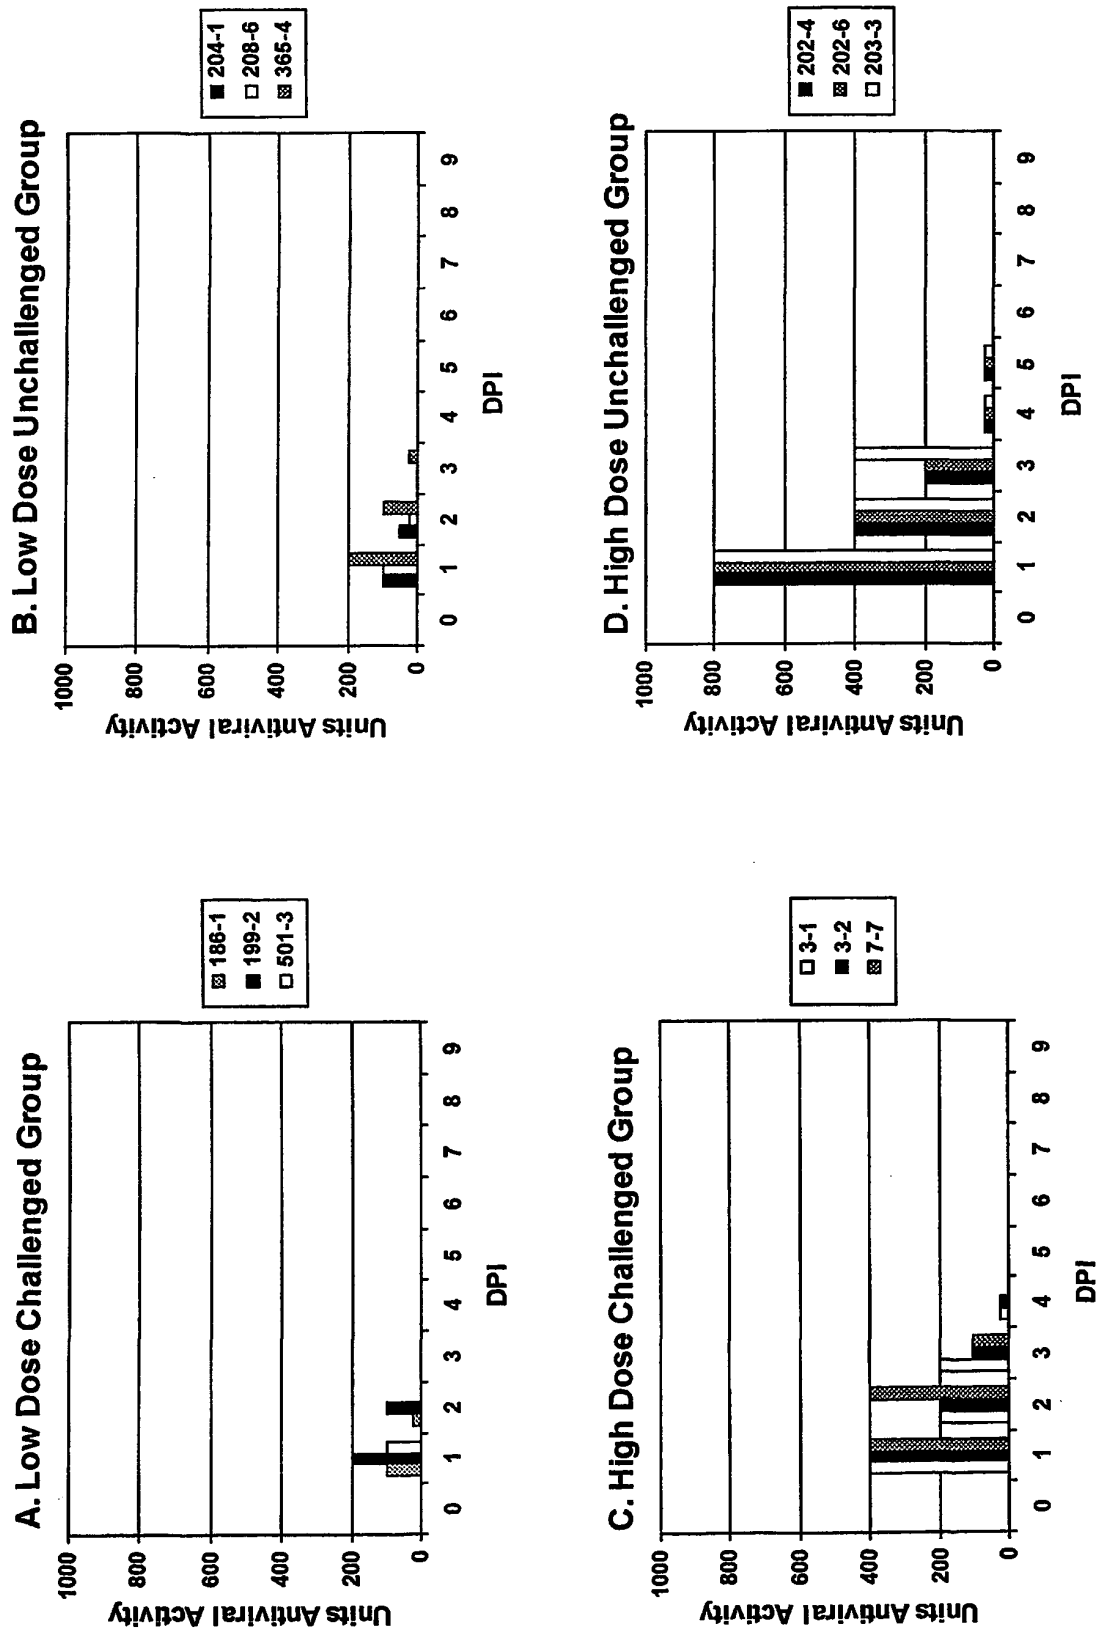 A. Low Dose Challenged Group
Units Antiviral Activity
1000
800
600
400
200
0
0 1 2 3 4 5 6 7 8 9
DPI
186-1
199-2
501-3
B. Low Dose Unchallenged Group
Units Antiviral Activity
1000
800
600
400
200
0
0 1 2 3 4 5 6 7 8 9
DPI
204-1
208-6
365-4
C. High Dose Challenged Group
Units Antiviral Activity
1000
800
600
400
200
0
0 1 2 3 4 5 6 7 8 9
DPI
3-1
3-2
7-7
D. High Dose Unchallenged Group
Units Antiviral Activity
1000
800
600
400
200
0
0 1 2 3 4 5 6 7 8 9
DPI
202-4
202-6
203-3